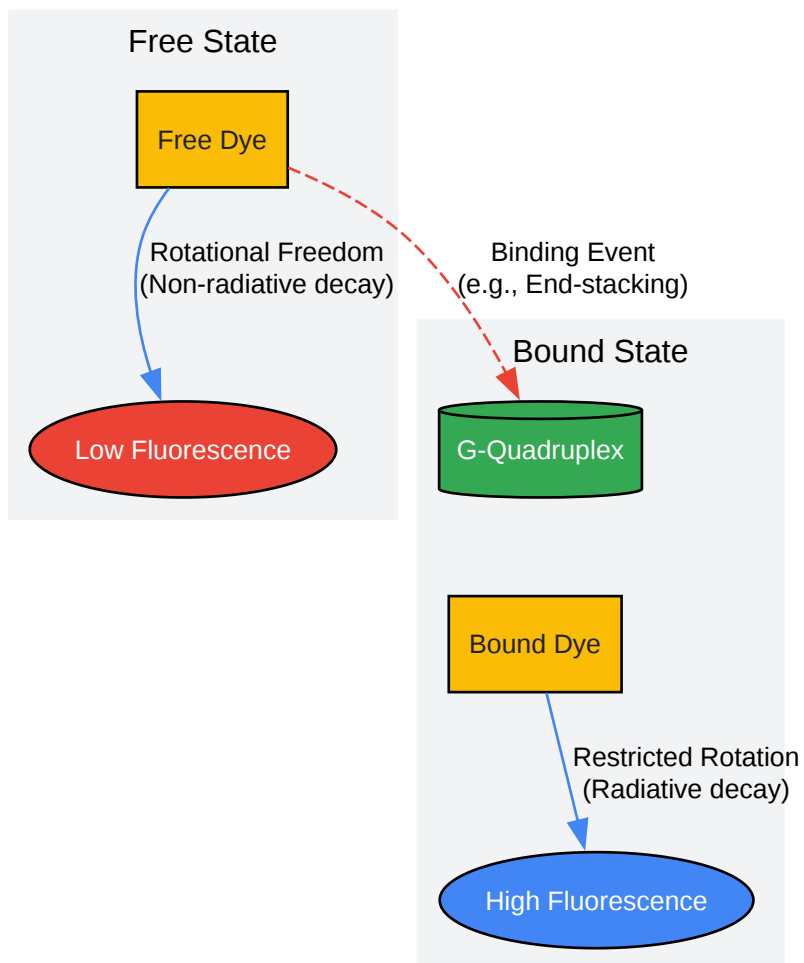 Free State
Free Dye
Rotational Freedom
(Non-radiative decay)
Binding Event
(e.g., End-stacking)
Bound State
Low Fluorescence
G-Quadruplex
Bound Dye
Restricted Rotation
(Radiative decay)
High Fluorescence